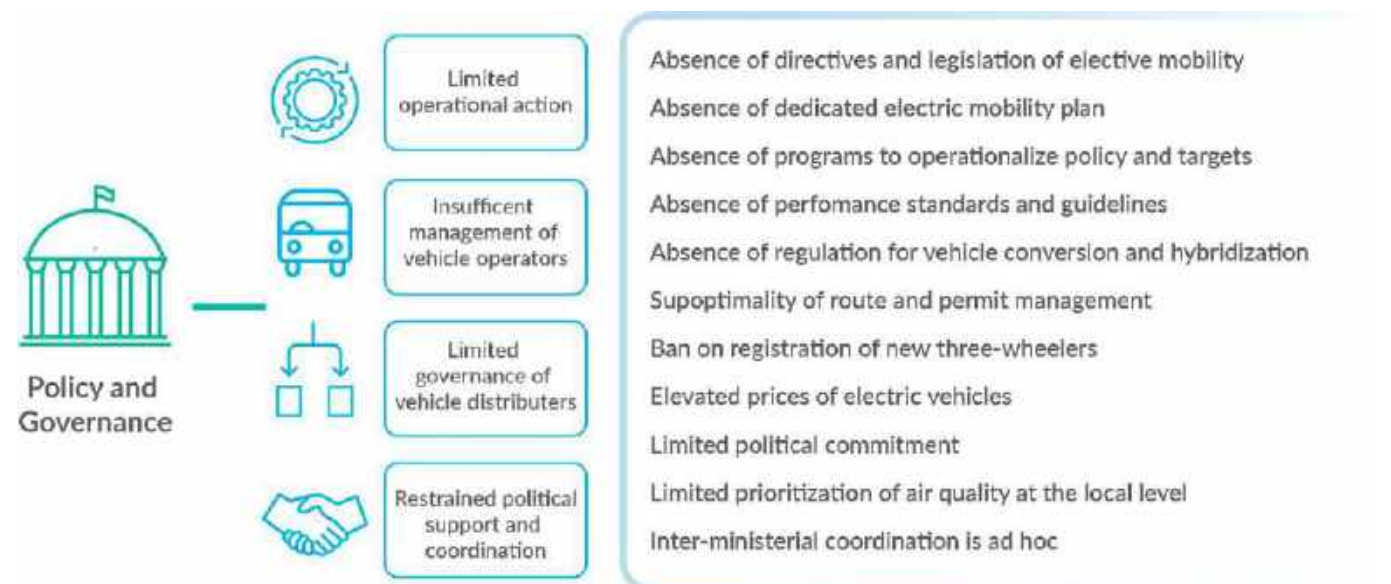 Policy and
Governance
Limited
operational action
Insufficent
management of
vehicle operators
Limited
governance of
vehicle distributers
Restrained political
support and
coordination
Absence of directives and legislation of elective mobility
Absence of dedicated electric mobility plan
Absence of programs to operationalize policy and targets
Absence of perfomance standards and guidelines
Absence of regulation for vehicle conversion and hybridization
Supoptimality of route and permit management
Ban on registration of new three-wheelers
Elevated prices of electric vehicles
Limited political commitment
Limited prioritization of air quality at the local level
Inter-ministerial coordination is ad hoc